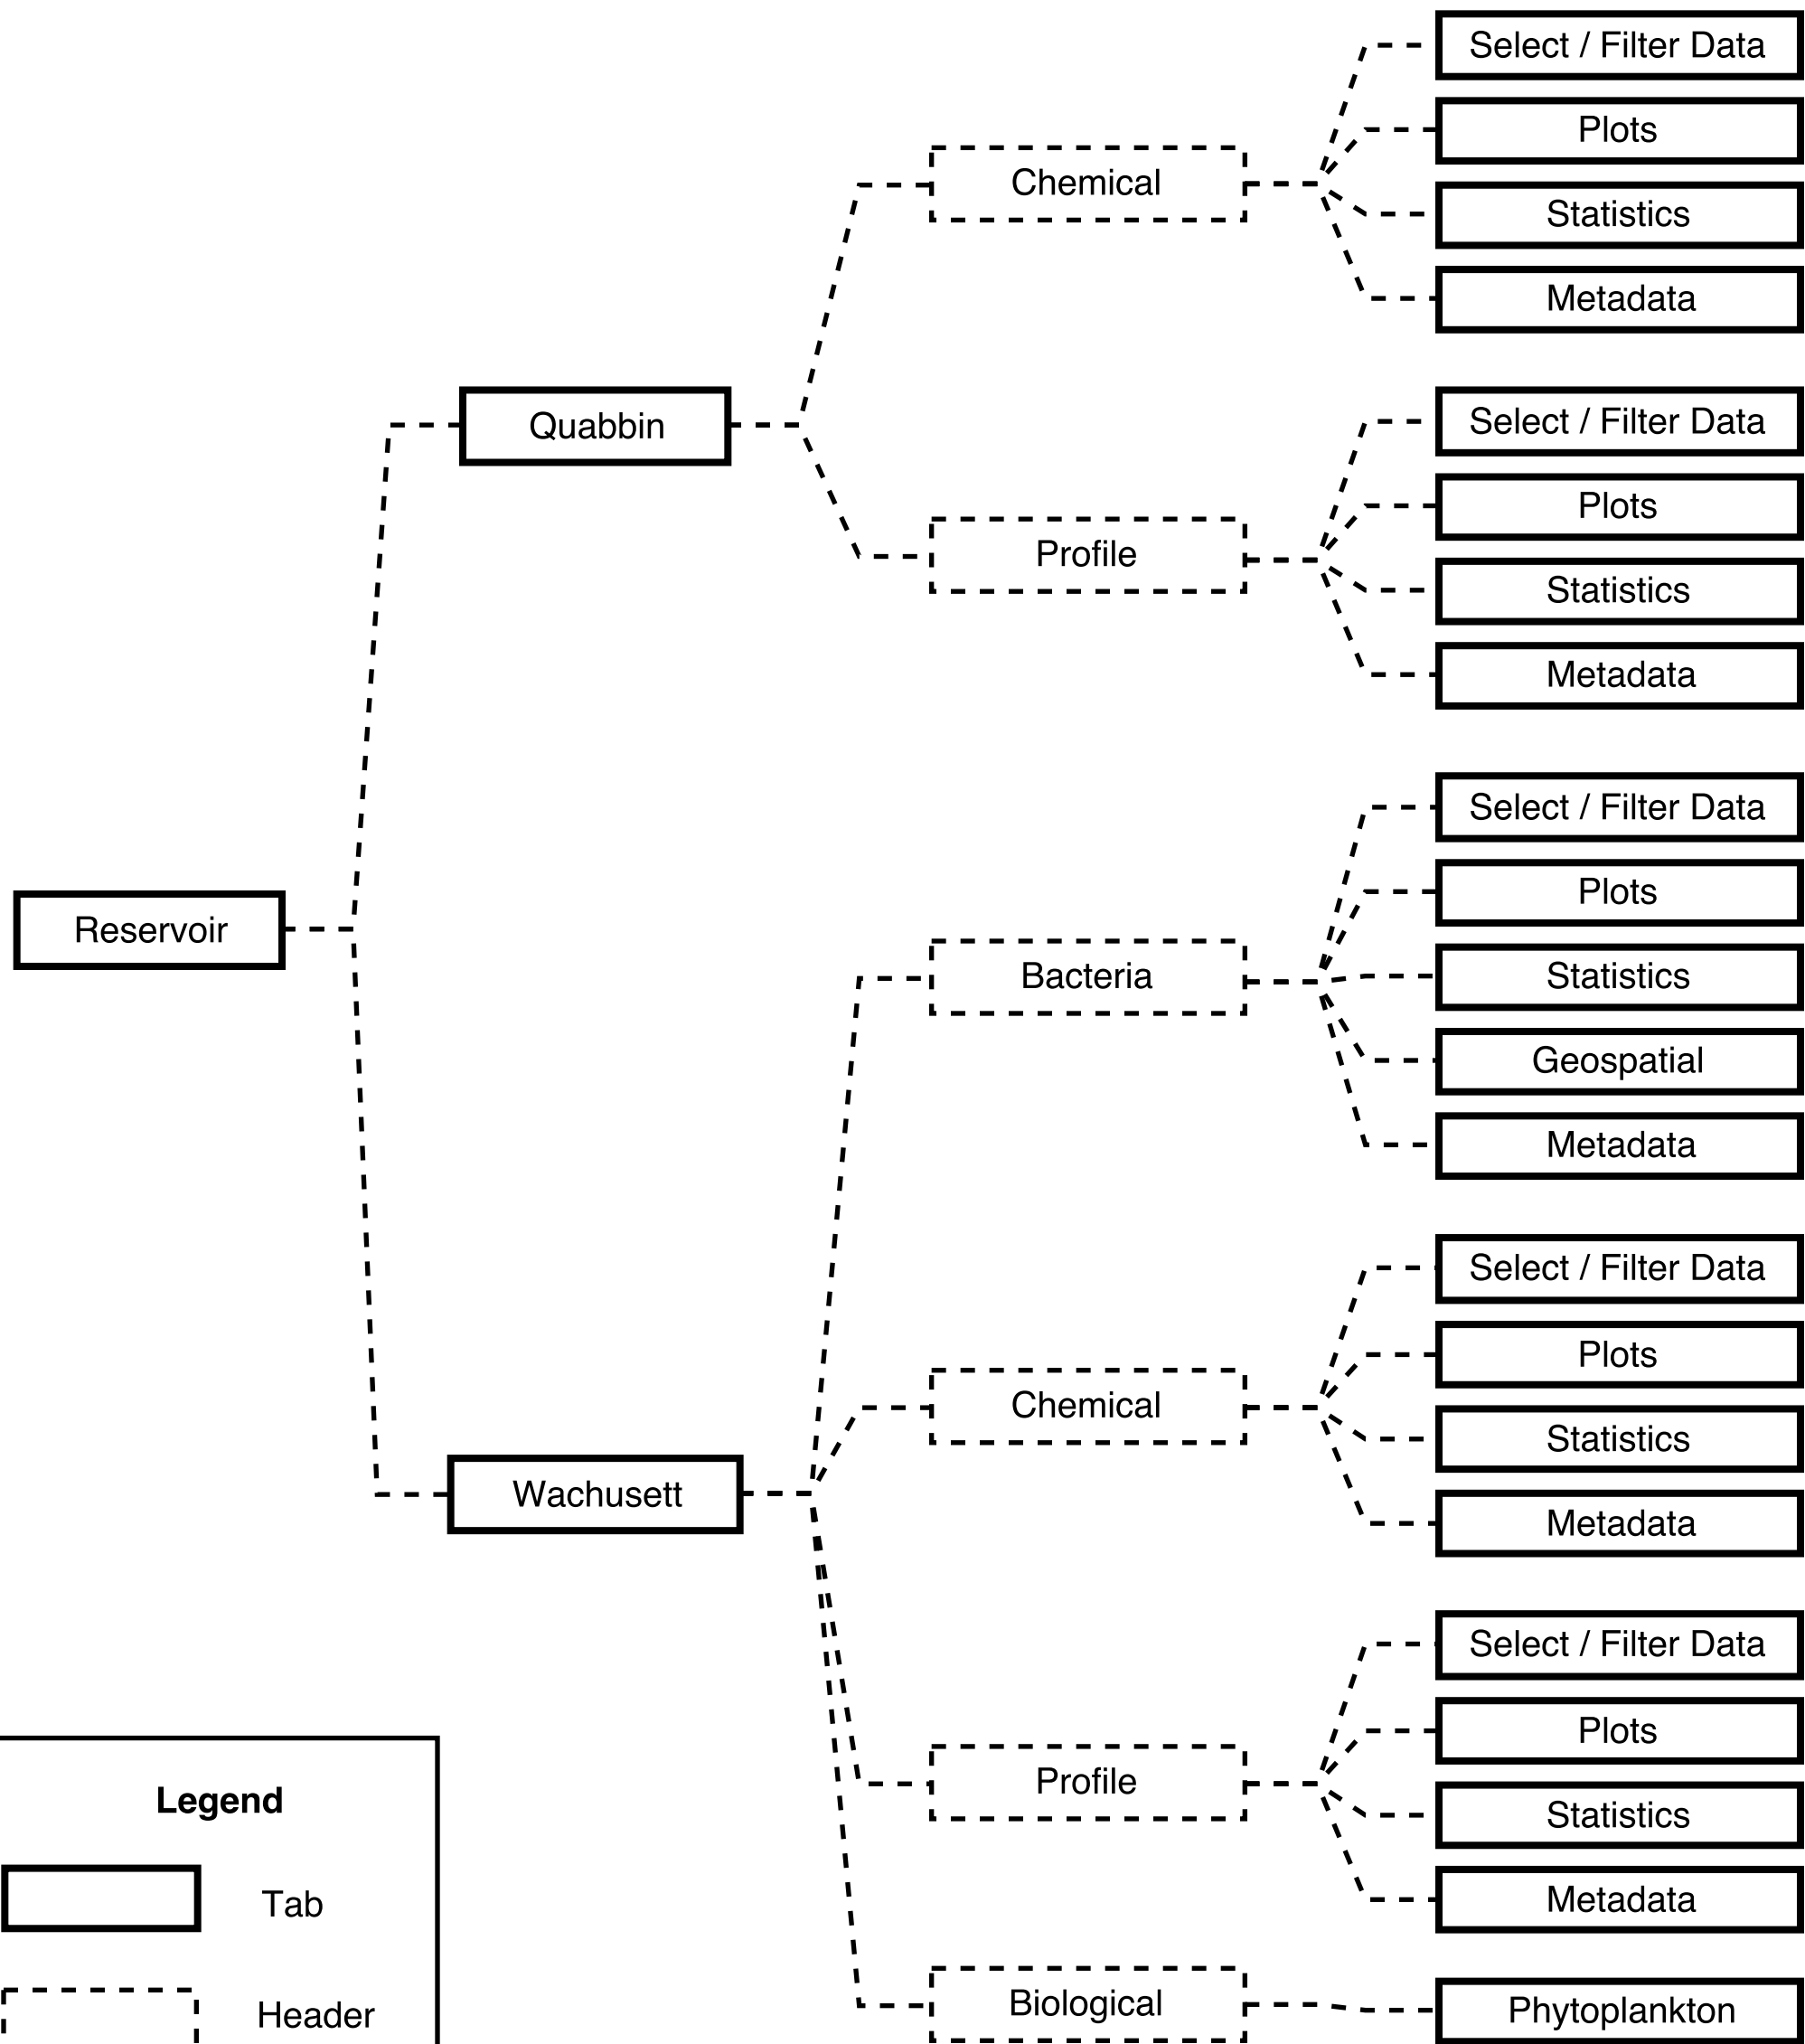 Reservoir
Quabbin
Chemical
Select / Filter Data
Plots
Statistics
Metadata
Profile
Select / Filter Data
Plots
Statistics
Metadata
Wachusett
Bacteria
Select / Filter Data
Plots
Statistics
Geospatial
Metadata
Chemical
Select / Filter Data
Plots
Statistics
Metadata
Profile
Select / Filter Data
Plots
Statistics
Metadata
Biological
Phytoplankton
Legend
Tab
Header